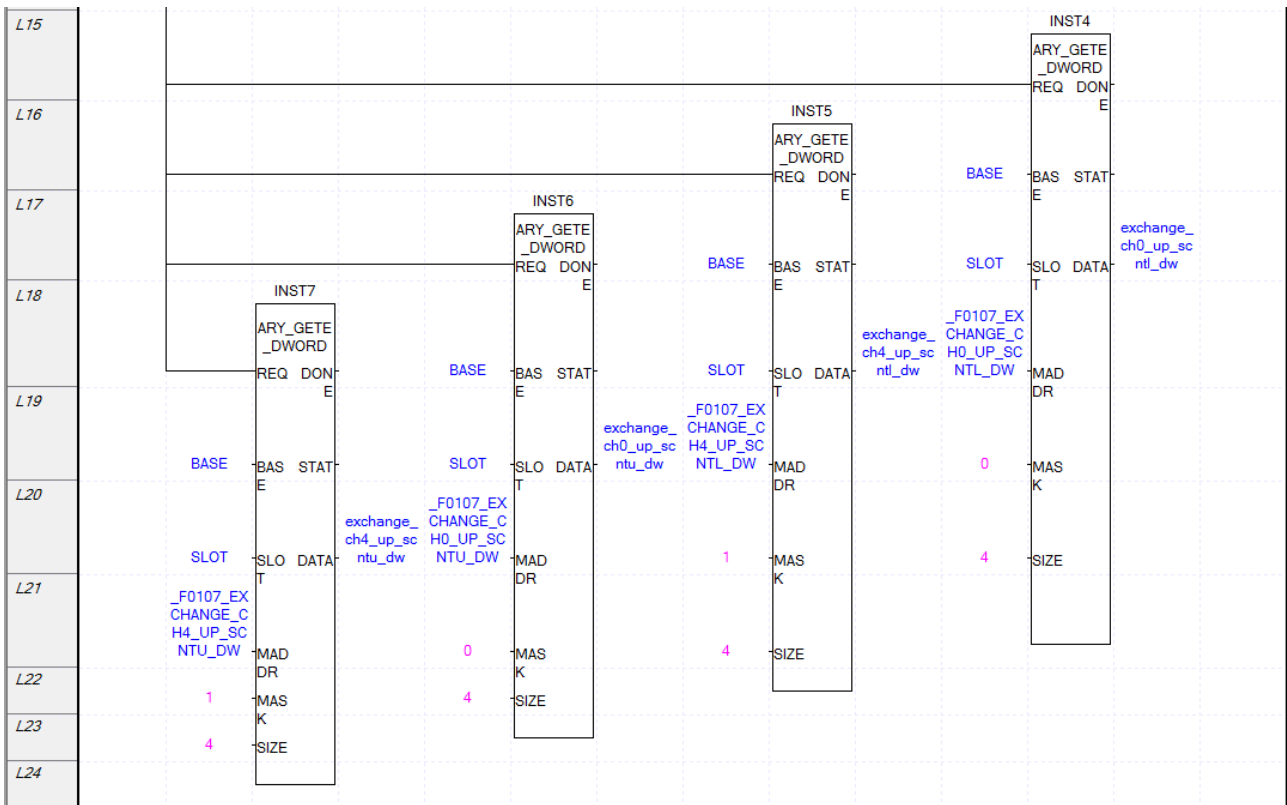 L15
INST4
ARY_GETE
_DWORD
REQ DON
E
L16
INST5
ARY_GETE
_DWORD
REQ DON
E
BASE
BAS STAT
E
L17
INST6
ARY_GETE
_DWORD
REQ DON
E
BASE
BAS STAT
E
SLOT
SLO DATA
T
exchange_
ch0_up_sc
ntl_dw
L18
INST7
ARY_GETE
_DWORD
REQ DON
E
BASE
BAS STAT
E
SLOT
SLO DATA
T
exchange_
ch4_up_sc
ntl_dw
_F0107_EX
CHANGE_C
H0_UP_SC
NTL_DW
MAD
DR
L19
BASE
BAS STAT
E
SLOT
SLO DATA
T
exchange_
ch0_up_sc
ntu_dw
_F0107_EX
CHANGE_C
H4_UP_SC
NTL_DW
MAD
DR
0
MAS
K
L20
SLOT
SLO DATA
T
exchange_
ch4_up_sc
ntu_dw
_F0107_EX
CHANGE_C
H0_UP_SC
NTU_DW
MAD
DR
1
MAS
K
4
SIZE
L21
_F0107_EX
CHANGE_C
H4_UP_SC
NTU_DW
MAD
DR
0
MAS
K
4
SIZE
L22
1
MAS
K
4
SIZE
L23
4
SIZE
L24